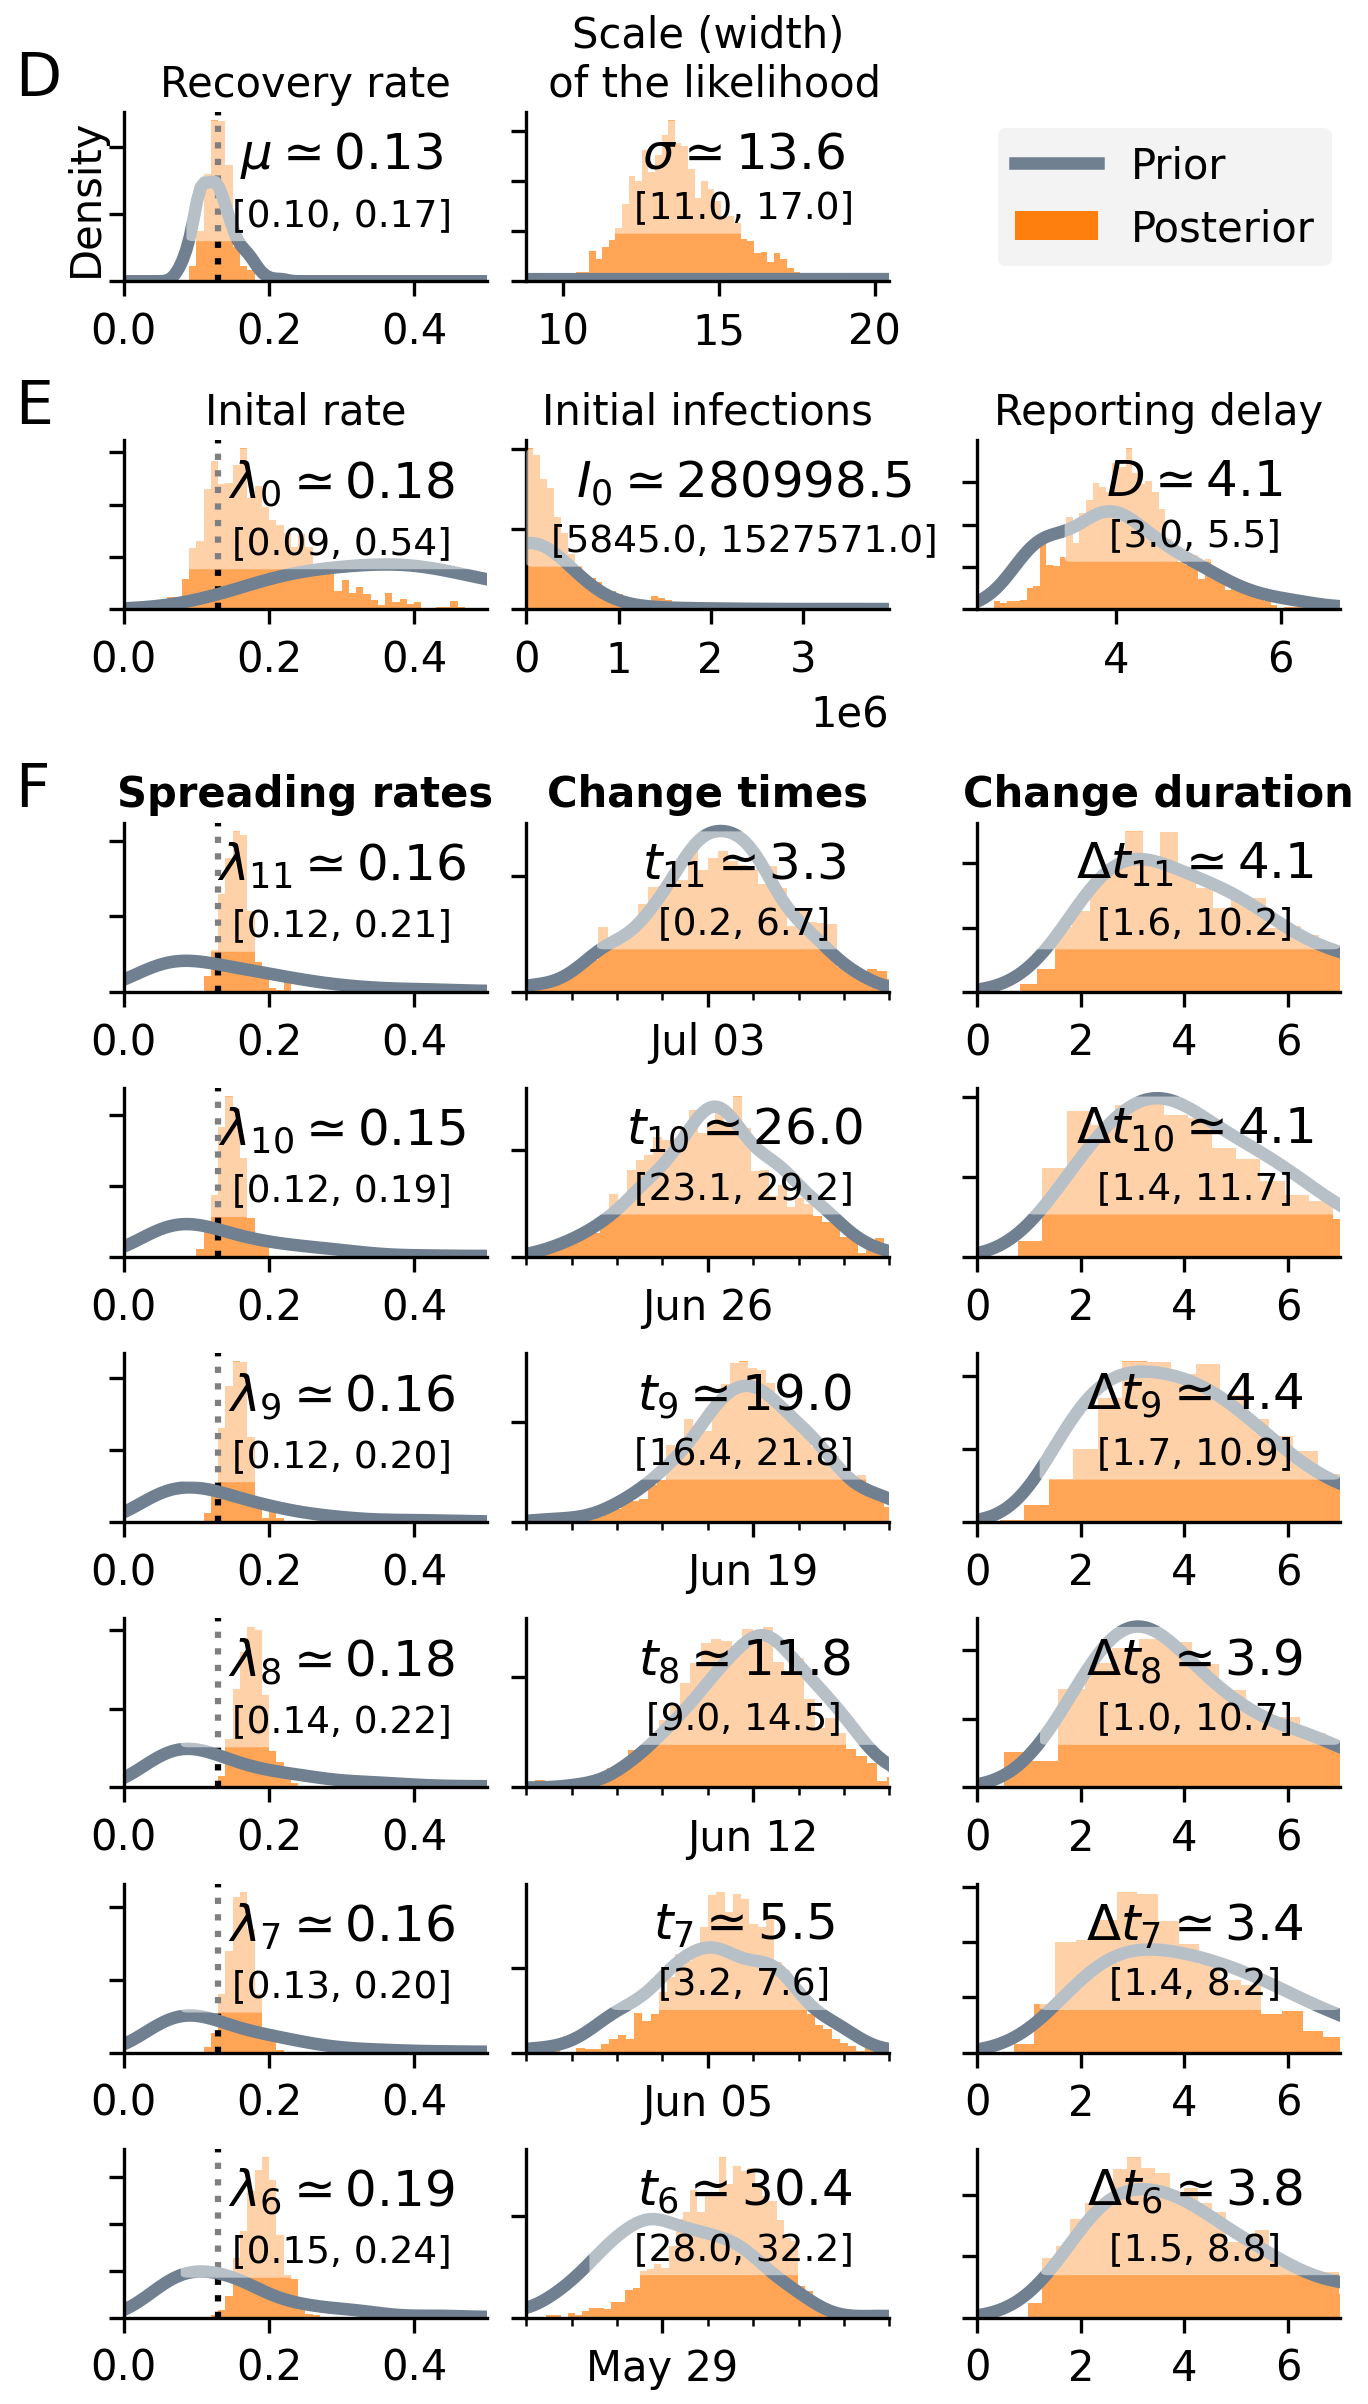 D
Recovery rate
Scale (width)
of the likelihood
Density
μ ≃ 0.13
[0.10, 0.17]
σ ≃ 13.6
[11.0, 17.0]
Prior
Posterior
0.0 0.2 0.4
10 15 20
E
Inital rate
Initial infections
Reporting delay
λ0 ≃ 0.18
[0.09, 0.54]
I0 ≃ 280998.5
[5845.0, 1527571.0]
D ≃ 4.1
[3.0, 5.5]
0.0 0.2 0.4
0 1 2 3
1e6
4 6
F
Spreading rates
Change times
Change duration
λ11 ≃ 0.16
[0.12, 0.21]
t11 ≃ 3.3
[0.2, 6.7]
Δt11 ≃ 4.1
[1.6, 10.2]
0.0 0.2 0.4
Jul 03
0 2 4 6
λ10 ≃ 0.15
[0.12, 0.19]
t10 ≃ 26.0
[23.1, 29.2]
Δt10 ≃ 4.1
[1.4, 11.7]
0.0 0.2 0.4
Jun 26
0 2 4 6
λ9 ≃ 0.16
[0.12, 0.20]
t9 ≃ 19.0
[16.4, 21.8]
Δt9 ≃ 4.4
[1.7, 10.9]
0.0 0.2 0.4
Jun 19
0 2 4 6
λ8 ≃ 0.18
[0.14, 0.22]
t8 ≃ 11.8
[9.0, 14.5]
Δt8 ≃ 3.9
[1.0, 10.7]
0.0 0.2 0.4
Jun 12
0 2 4 6
λ7 ≃ 0.16
[0.13, 0.20]
t7 ≃ 5.5
[3.2, 7.6]
Δt7 ≃ 3.4
[1.4, 8.2]
0.0 0.2 0.4
Jun 05
0 2 4 6
λ6 ≃ 0.19
[0.15, 0.24]
t6 ≃ 30.4
[28.0, 32.2]
Δt6 ≃ 3.8
[1.5, 8.8]
0.0 0.2 0.4
May 29
0 2 4 6